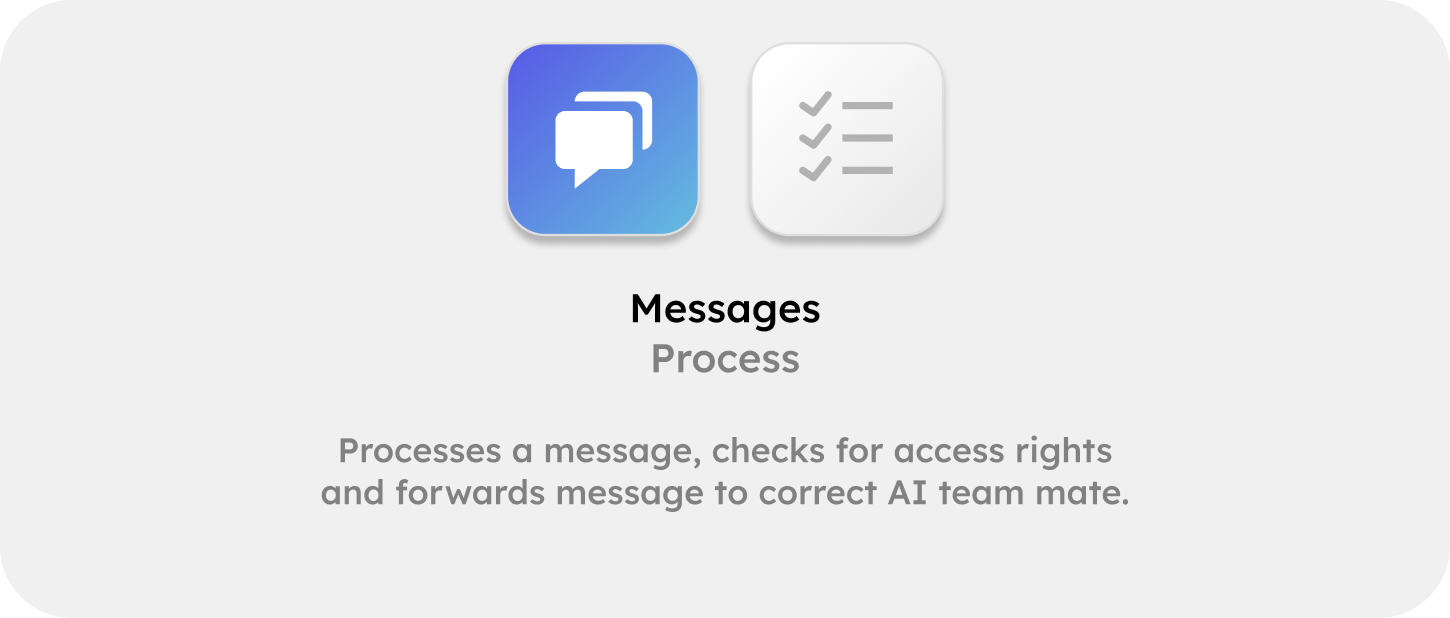 Messages
Process
Processes a message, checks for access rights
and forwards message to correct AI team mate.